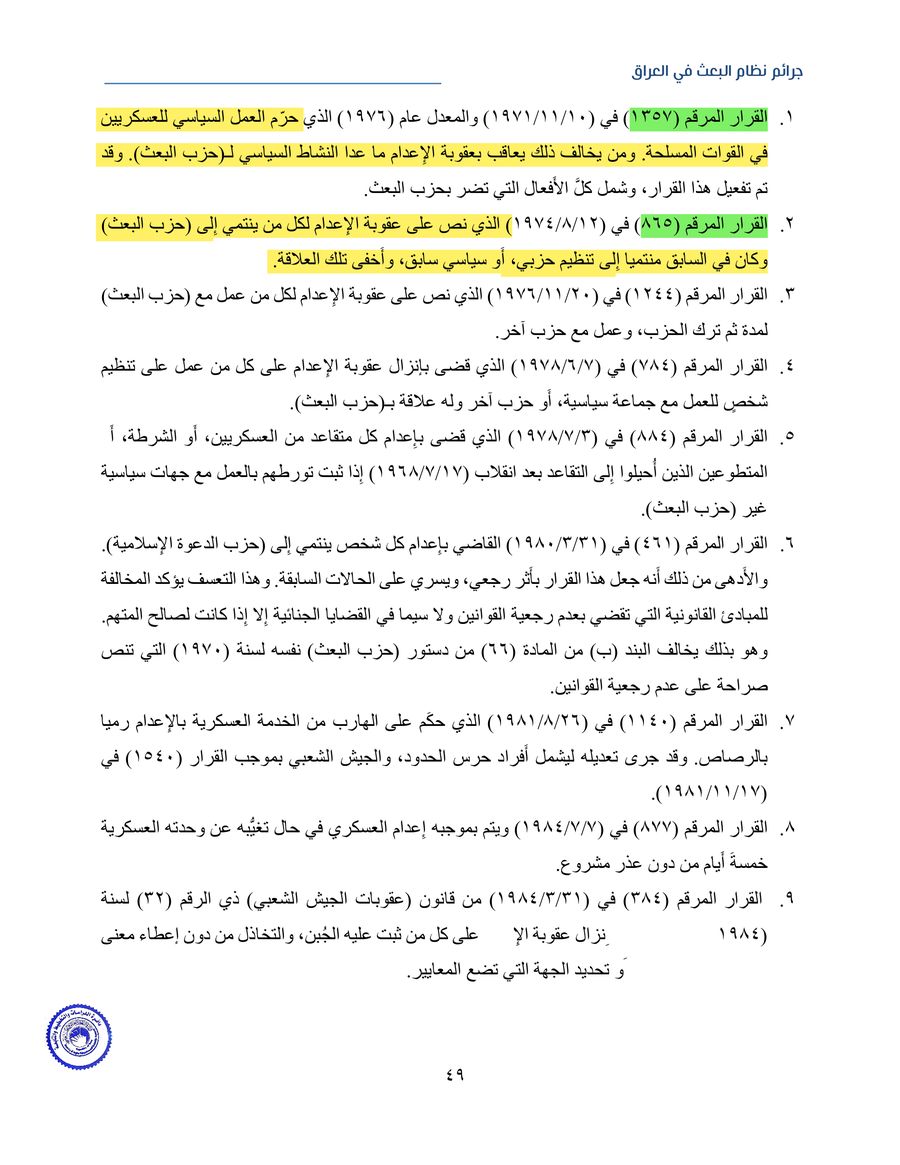 جرائم نظام البعث في العراق
١. القرار المرقم (١٣٥٧) في (١٩٧١/١١/١٠) والمعدل عام (١٩٧٦) الذي حرّم العمل السياسي للعسكريين
في القوات المسلحة. ومن يخالف ذلك يعاقب بعقوبة الإعدام ما عدا النشاط السياسي لـ(حزب البعث). وقد
تم تفعيل هذا القرار، وشمل كلَّ الأفعال التي تضر بحزب البعث.
٢. القرار المرقم (٨٦٥) في (١٩٧٤/٨/١٢) الذي نص على عقوبة الإعدام لكل من ينتمي إلى (حزب البعث)
وكان في السابق منتميا إلى تنظيم حزبي، أو سياسي سابق، وأخفى تلك العلاقة.
٣. القرار المرقم (١٢٤٤) في (١٩٧٦/١١/٢٠) الذي نص على عقوبة الإعدام لكل من عمل مع (حزب البعث)
لمدة ثم ترك الحزب، وعمل مع حزب آخر.
٤. القرار المرقم (٧٨٤) في (١٩٧٨/٦/٧) الذي قضى بإنزال عقوبة الإعدام على كل من عمل على تنظيم
شخصٍ للعمل مع جماعة سياسية، أو حزب آخر وله علاقة بـ(حزب البعث).
٥. القرار المرقم (٨٨٤) في (١٩٧٨/٧/٣) الذي قضى بإعدام كل متقاعد من العسكريين، أو الشرطة، أ
المتطوعين الذين أُحيلوا إلى التقاعد بعد انقلاب (١٩٦٨/٧/١٧) إذا ثبت تورطهم بالعمل مع جهات سياسية
غير (حزب البعث).
٦. القرار المرقم (٤٦١) في (١٩٨٠/٣/٣١) القاضي بإعدام كل شخص ينتمي إلى (حزب الدعوة الإسلامية).
والأدهى من ذلك أنه جعل هذا القرار بأثر رجعي، ويسري على الحالات السابقة. وهذا التعسف يؤكد المخالفة
للمبادئ القانونية التي تقضي بعدم رجعية القوانين ولا سيما في القضايا الجنائية إلا إذا كانت لصالح المتهم.
وهو بذلك يخالف البند (ب) من المادة (٦٦) من دستور (حزب البعث) نفسه لسنة (١٩٧٠) التي تنص
صراحة على عدم رجعية القوانين.
٧. القرار المرقم (١١٤٠) في (١٩٨١/٨/٢٦) الذي حكَم على الهارب من الخدمة العسكرية بالإعدام رميا
بالرصاص. وقد جرى تعديله ليشمل أفراد حرس الحدود، والجيش الشعبي بموجب القرار (١٥٤٠) في
(١٩٨١/١١/١٧).
٨. القرار المرقم (٨٧٧) في (١٩٨٤/٧/٧) ويتم بموجبه إعدام العسكري في حال تغيُّبه عن وحدته العسكرية
خمسةَ أيام من دون عذر مشروع.
٩. القرار المرقم (٣٨٤) في (١٩٨٤/٣/٣١) من قانون (عقوبات الجيش الشعبي) ذي الرقم (٣٢) لسنة
(١٩٨٤ ِنزال عقوبة الإ على كل من ثبت عليه الجُبن، والتخاذل من دون إعطاء معنى
َو تحديد الجهة التي تضع المعايير.
٤٩